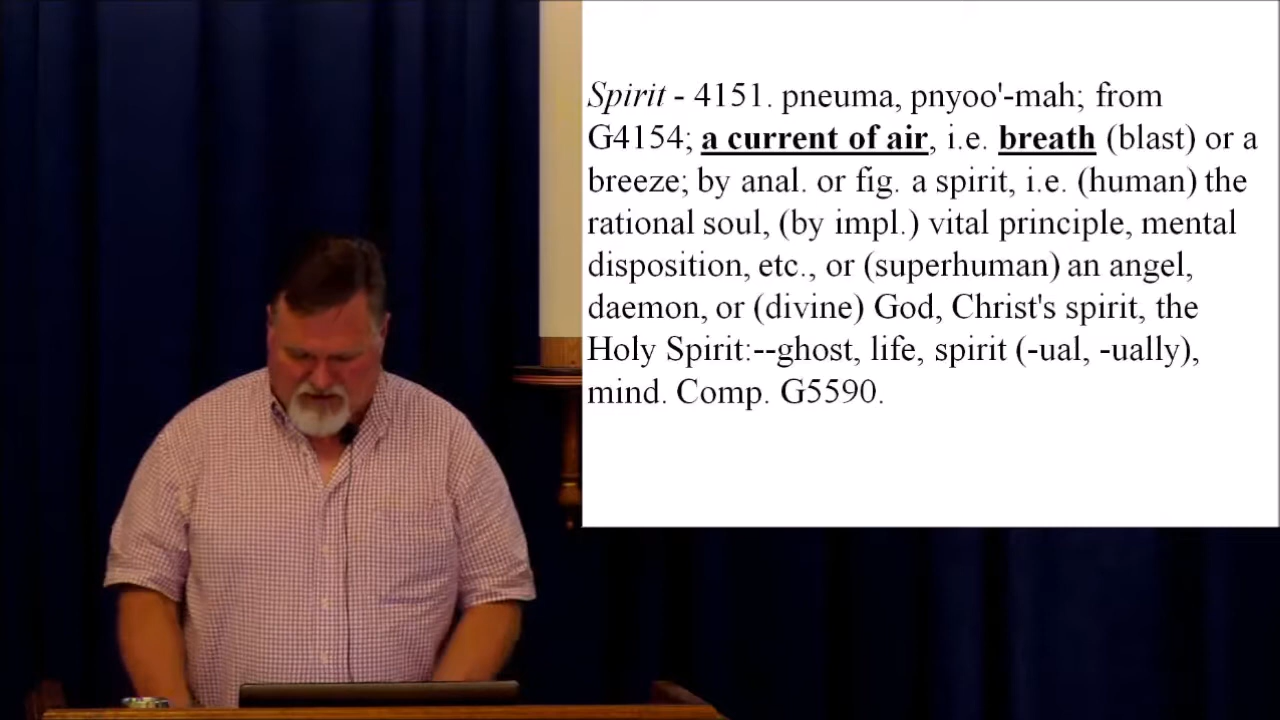 Spirit - 4151. pneuma, pnyoo'-mah; from
G4154; a current of air, i.e. breath (blast) or a
breeze; by anal. or fig. a spirit, i.e. (human) the
rational soul, (by impl.) vital principle, mental
disposition, etc., or (superhuman) an angel,
daemon, or (divine) God, Christ's spirit, the
Holy Spirit:--ghost, life, spirit (-ual, -ually),
mind. Comp. G5590.